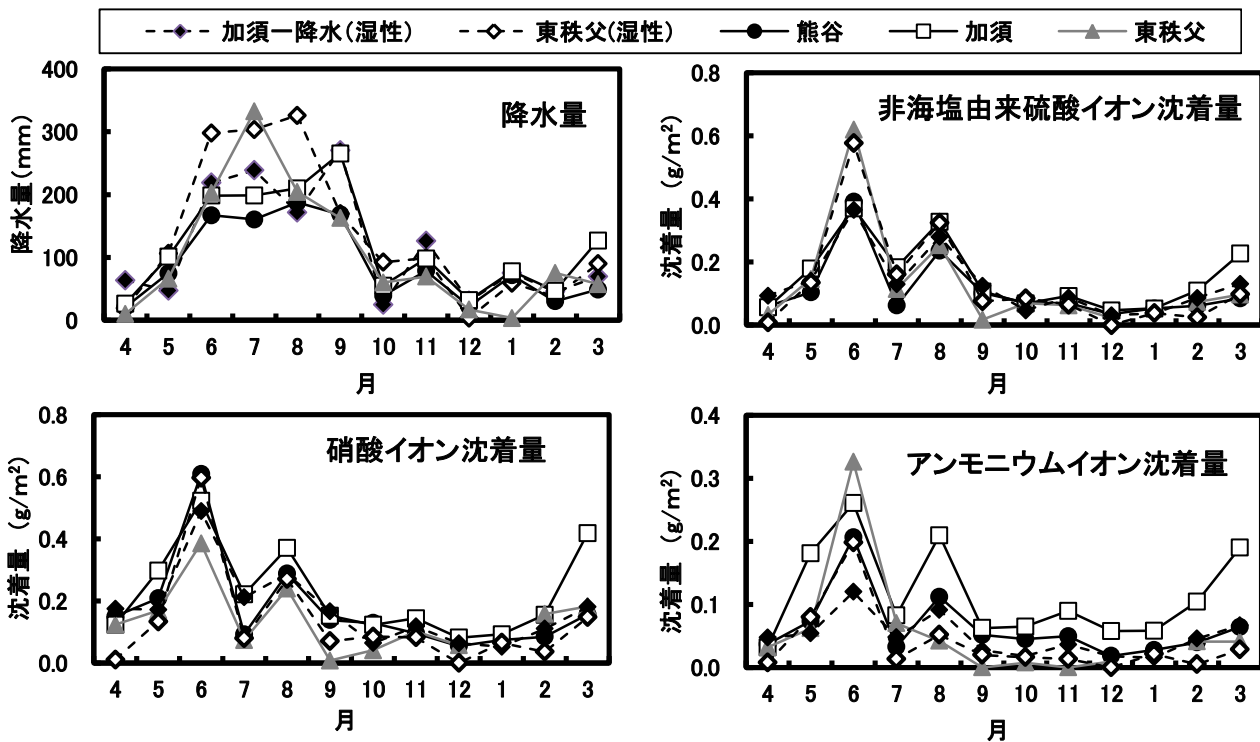 加須ー降水(湿性) 東秩父(湿性) 熊谷 加須 東秩父
降水量
降水量(mm)
400
300
200
100
0
4 5 6 7 8 9 10 11 12 1 2 3
月
非海塩由来硫酸イオン沈着量
沈着量 (g/m²)
0.8
0.6
0.4
0.2
0.0
4 5 6 7 8 9 10 11 12 1 2 3
月
硝酸イオン沈着量
沈着量 (g/m²)
0.8
0.6
0.4
0.2
0.0
4 5 6 7 8 9 10 11 12 1 2 3
月
アンモニウムイオン沈着量
沈着量 (g/m²)
0.4
0.3
0.2
0.1
0.0
4 5 6 7 8 9 10 11 12 1 2 3
月